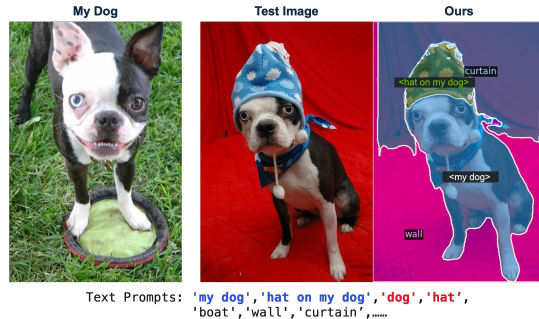 My Dog
Test Image
Ours
curtain
<hat on my dog>
<my dog>
wall
Text Prompts: 'my dog','hat on my dog','dog','hat',
'boat','wall','curtain',……